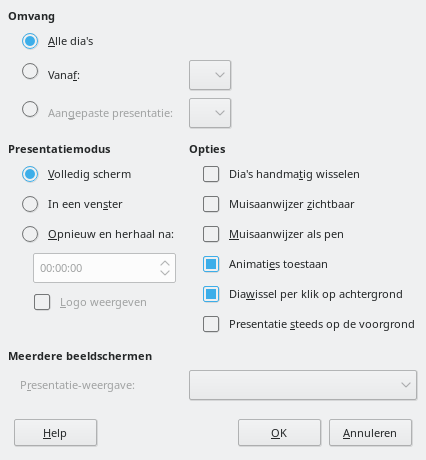 Omvang
Alle dia's
Vanaf:
Aangepaste presentatie:
Presentatiemodus
Opties
Volledig scherm
Dia's handmatig wisselen
In een venster
Muisaanwijzer zichtbaar
Opnieuw en herhaal na:
Muisaanwijzer als pen
00:00:00
Animaties toestaan
Logo weergeven
Diawissel per klik op achtergrond
Presentatie steeds op de voorgrond
Meerdere beeldschermen
Presentatie-weergave:
Help
OK
Annuleren